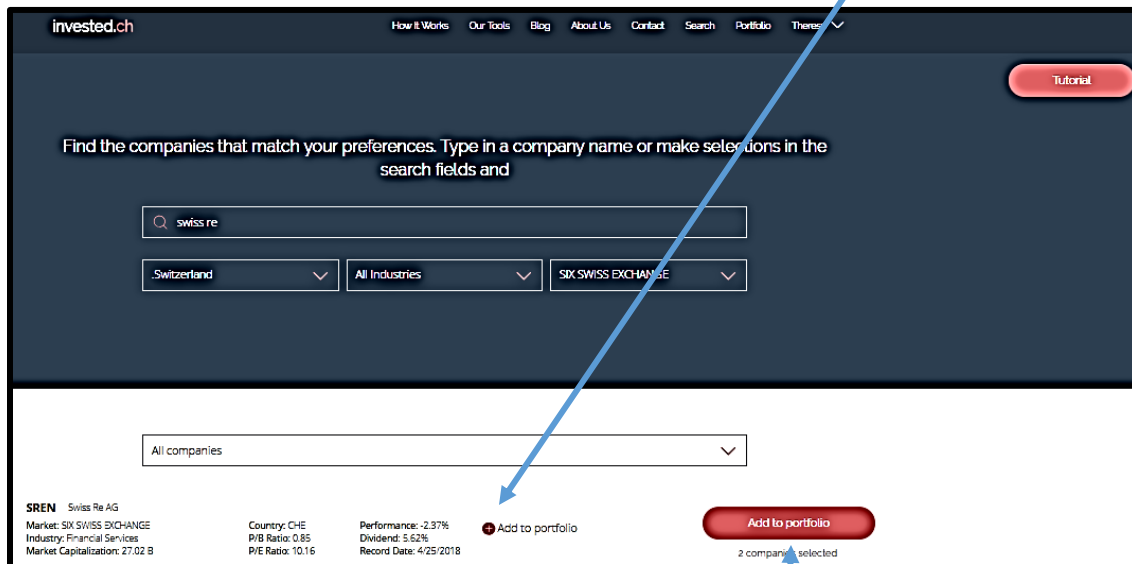 invested.ch How It Works Our Tools Blog About Us Contact Search Portfolio Theres
Tutorial
Find the companies that match your preferences. Type in a company name or make selections in the
search fields and
swiss re
.Switzerland All Industries SIX SWISS EXCHANGE
All companies
SREN Swiss Re AG
Market: SIX SWISS EXCHANGE Country: CHE Performance: -2.37% Add to portfolio Add to portfolio
Industry: Financial Services P/B Ratio: 0.85 Dividend: 5.62%
Market Capitalization: 27.02 B P/E Ratio: 10.16 Record Date: 4/25/2018 2 companies selected